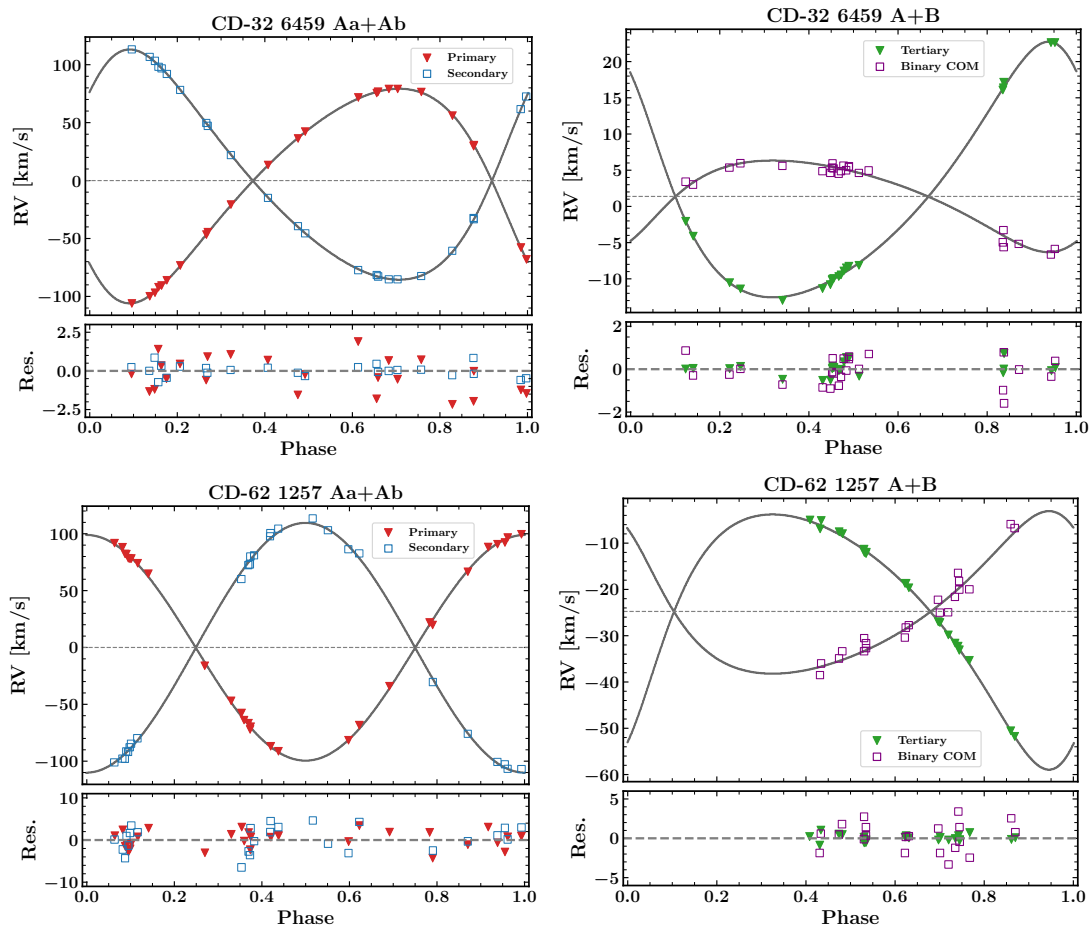 CD-32 6459 Aa+Ab
RV [km/s]
100
50
0
−50
−100
Primary
Secondary
Res.
2.5
0.0
−2.5
0.0 0.2 0.4 0.6 0.8 1.0
Phase
CD-32 6459 A+B
RV [km/s]
20
15
10
5
0
−5
−10
Tertiary
Binary COM
Res.
2
0
−2
0.0 0.2 0.4 0.6 0.8 1.0
Phase
CD-62 1257 Aa+Ab
RV [km/s]
100
50
0
−50
−100
Primary
Secondary
Res.
10
0
−10
0.0 0.2 0.4 0.6 0.8 1.0
Phase
CD-62 1257 A+B
RV [km/s]
−10
−20
−30
−40
−50
−60
Tertiary
Binary COM
Res.
5
0
−5
0.0 0.2 0.4 0.6 0.8 1.0
Phase